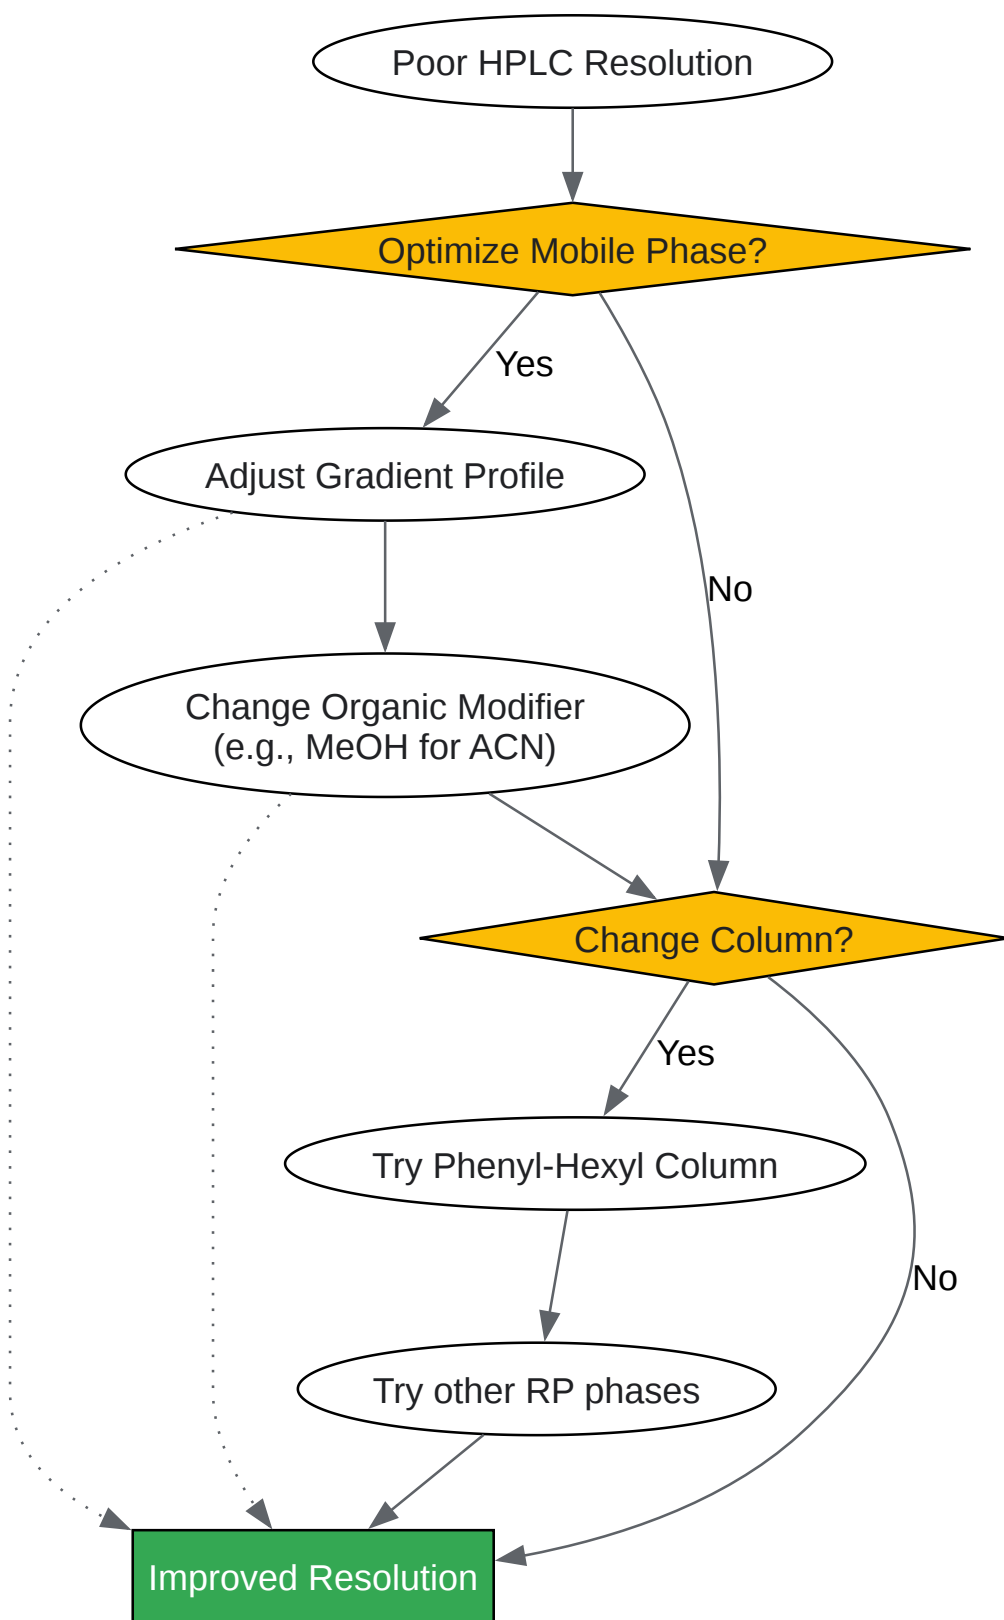 Poor HPLC Resolution
Optimize Mobile Phase?
Yes
Adjust Gradient Profile
No
Change Organic Modifier
(e.g., MeOH for ACN)
Change Column?
Yes
Try Phenyl-Hexyl Column
No
Try other RP phases
Improved Resolution